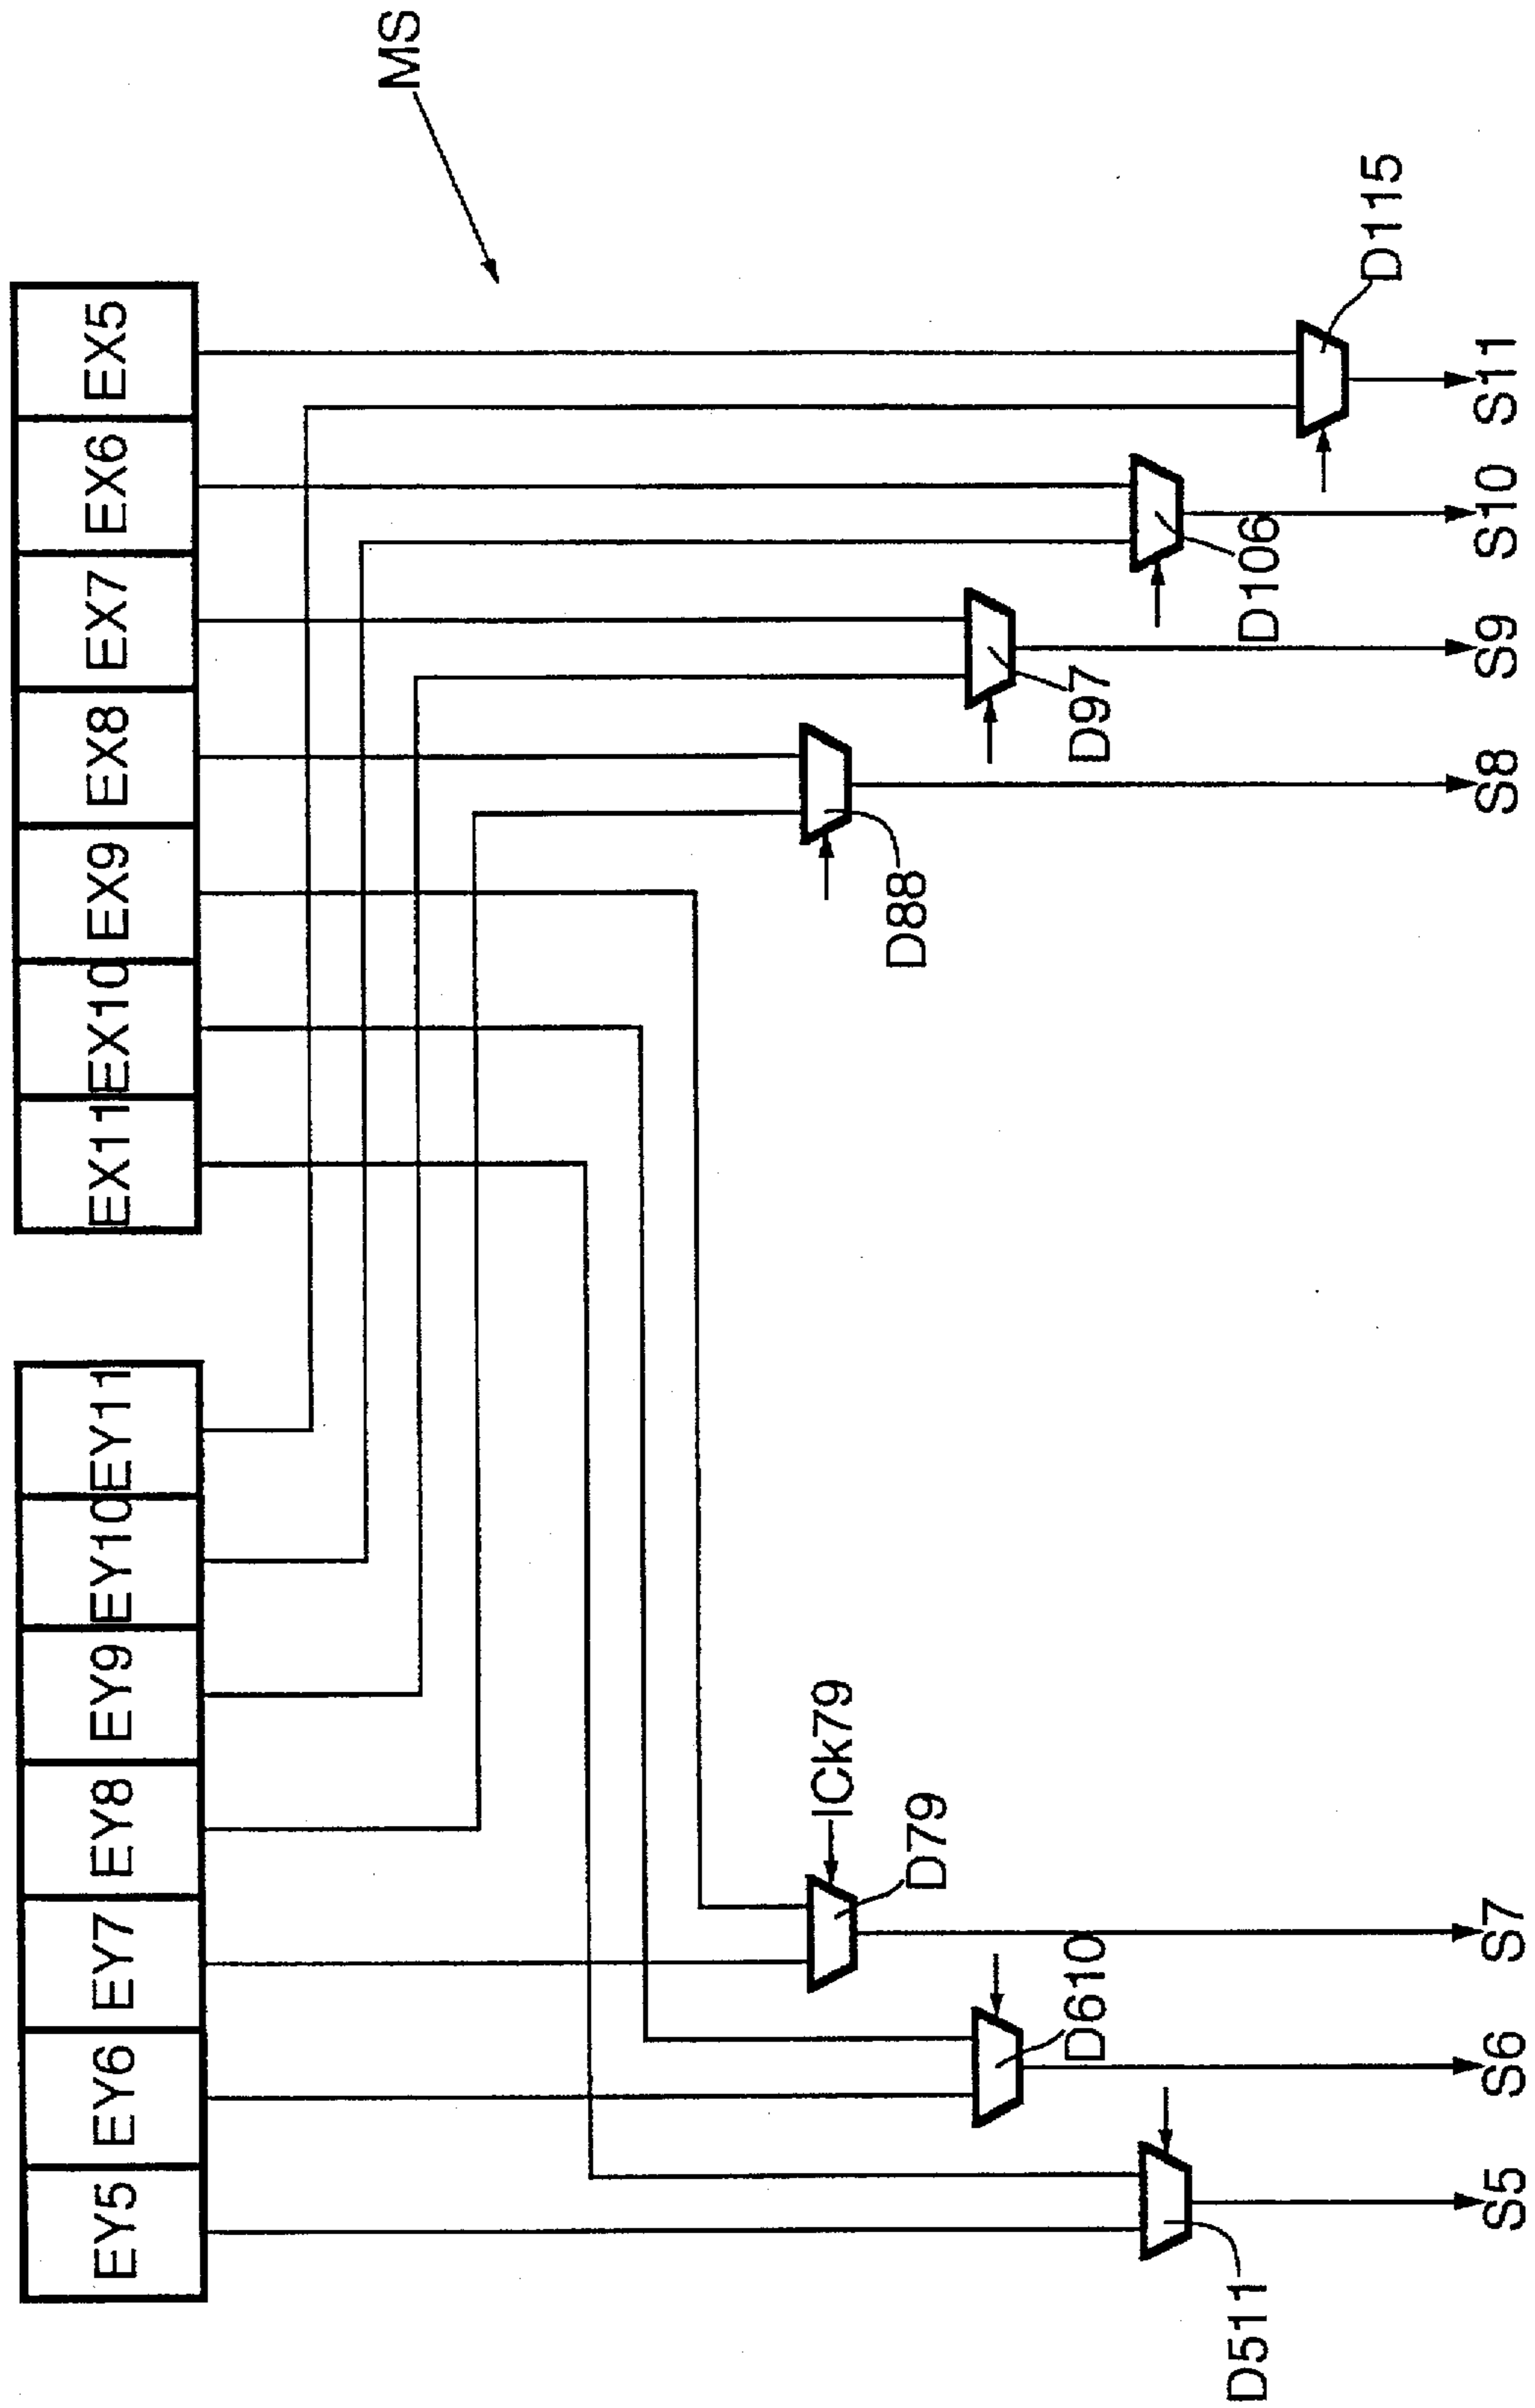 MS
EY5 EY6 EY7 EY8 EY9 EY10 EY11 EX11 EX10 EX9 EX8 EX7 EX6 EX5
ICk79
D79
D88
D610
D97
D511
D106
D115
S5 S6 S7 S8 S9 S10 S11